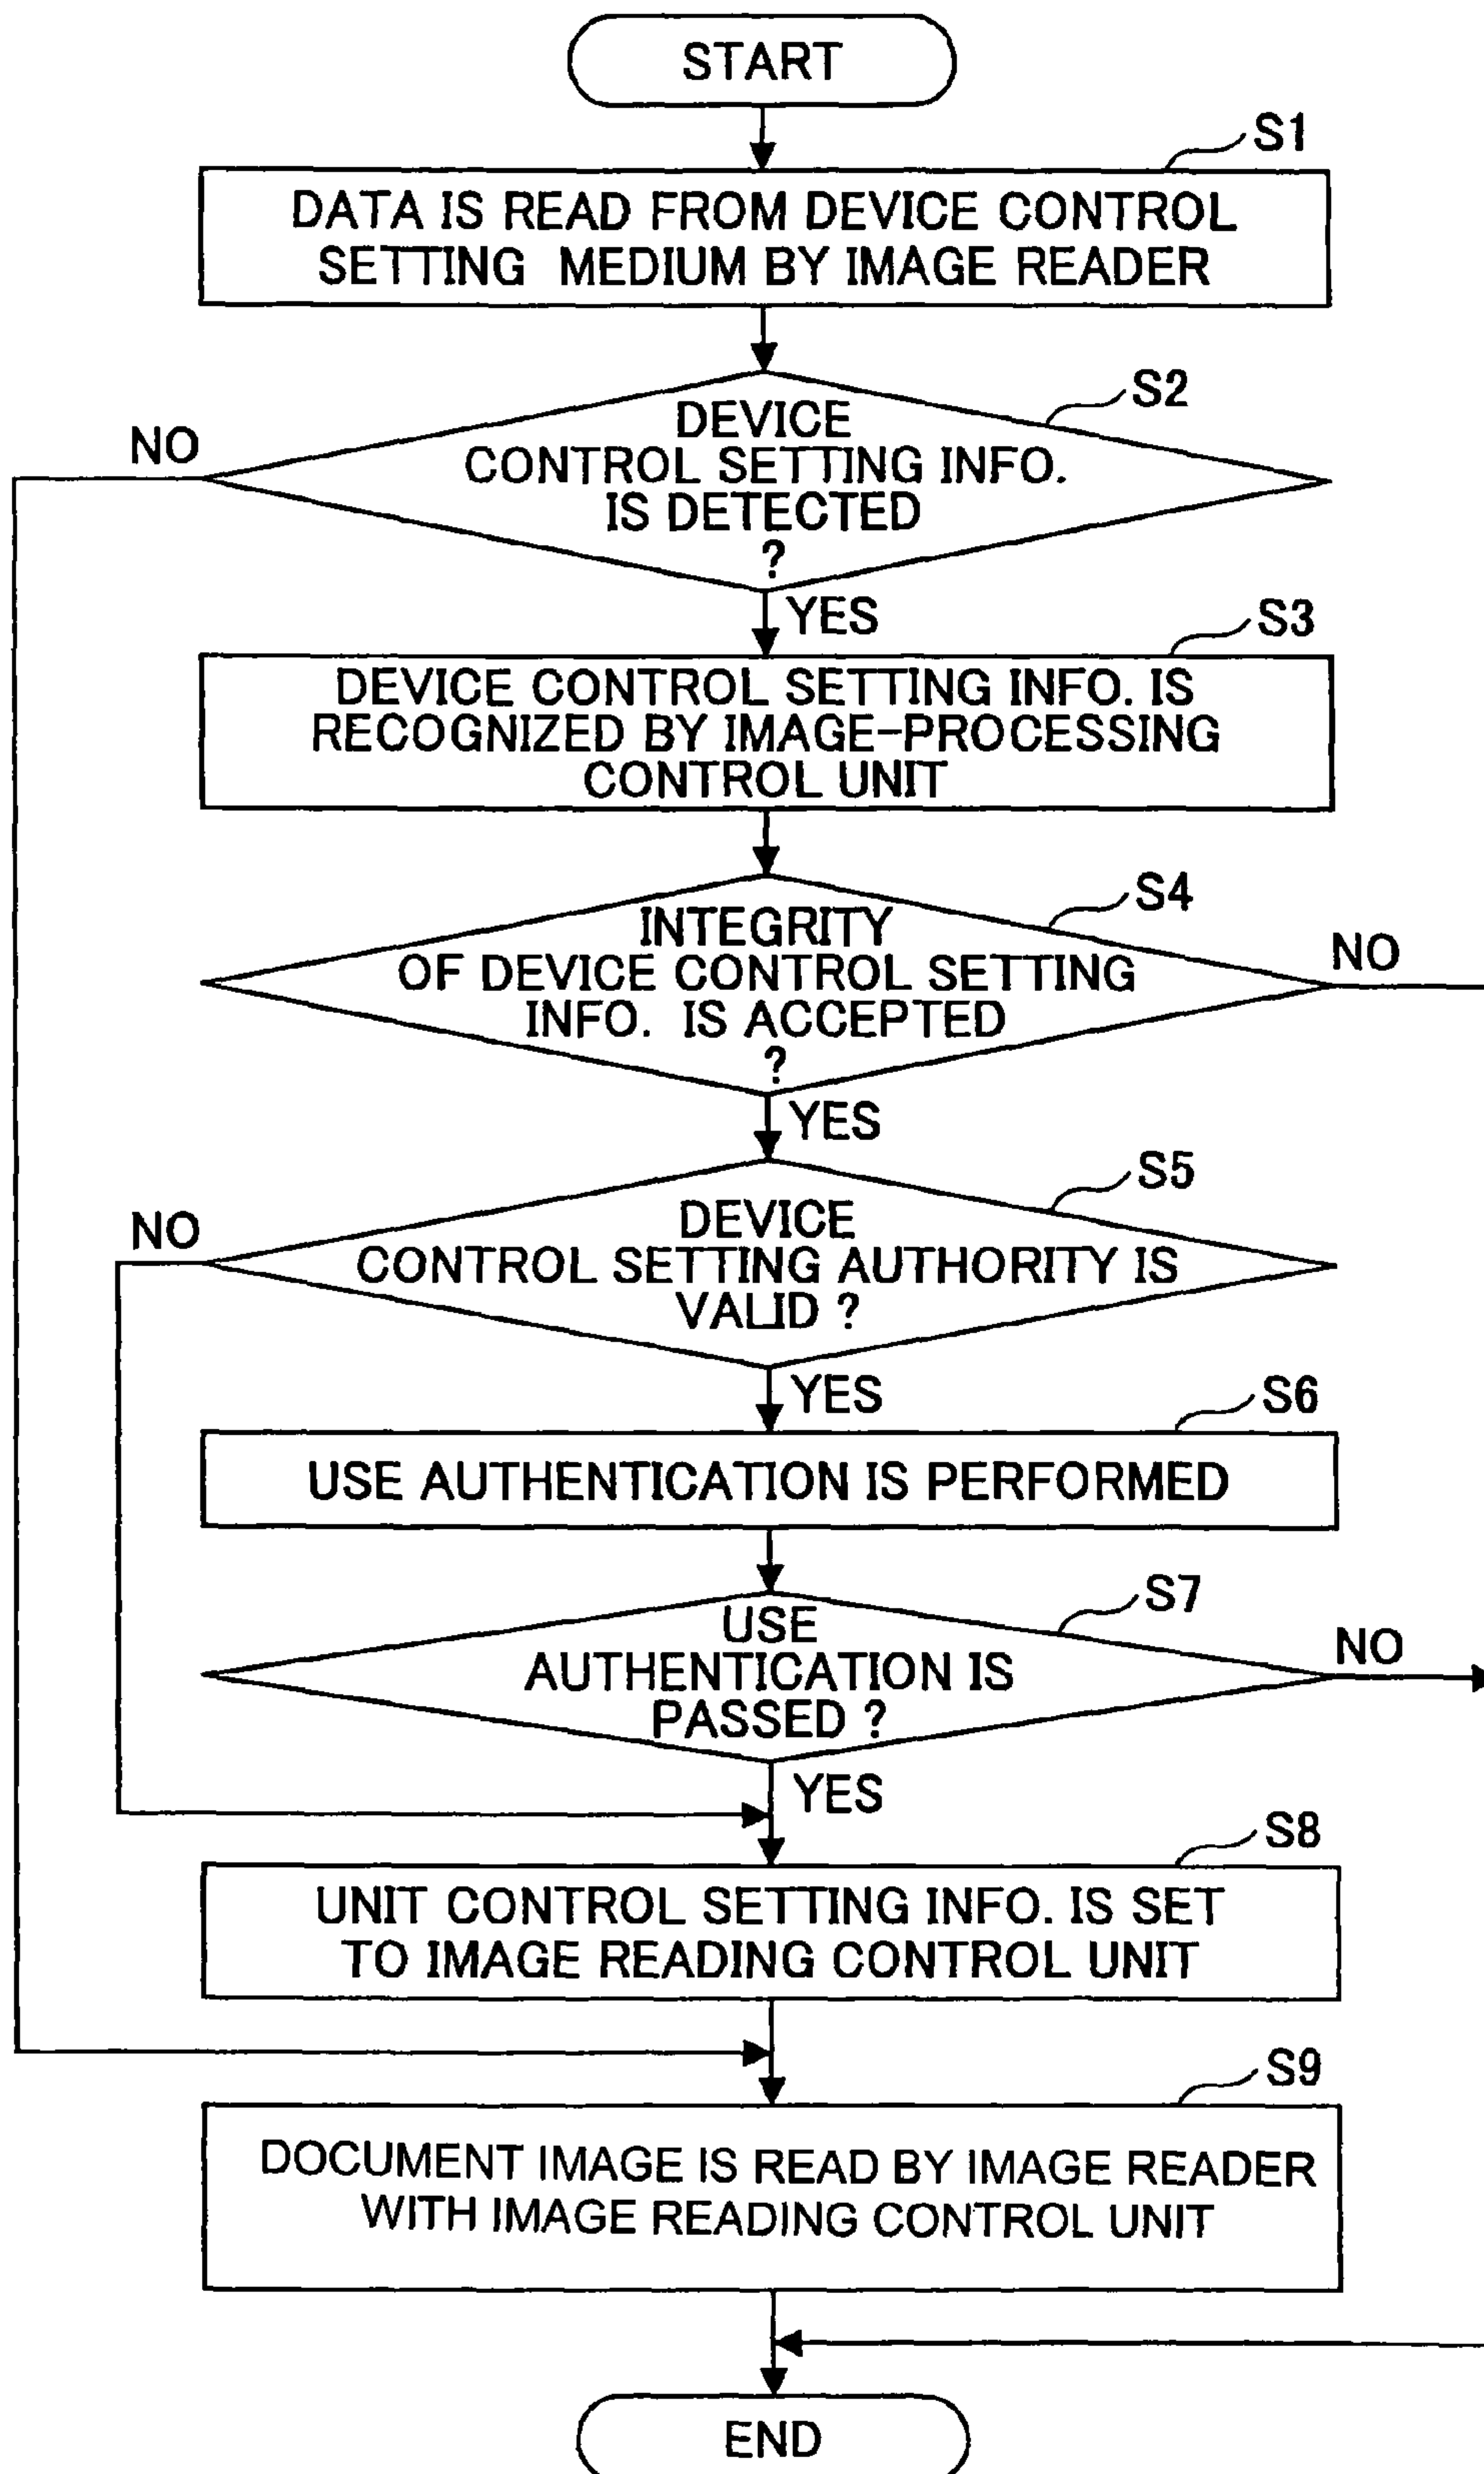 START
S1
DATA IS READ FROM DEVICE CONTROL
SETTING MEDIUM BY IMAGE READER
S2
NO
DEVICE
CONTROL SETTING INFO.
IS DETECTED
?
YES
S3
DEVICE CONTROL SETTING INFO. IS
RECOGNIZED BY IMAGE-PROCESSING
CONTROL UNIT
S4
INTEGRITY
OF DEVICE CONTROL SETTING
INFO. IS ACCEPTED
?
NO
YES
S5
NO
DEVICE
CONTROL SETTING AUTHORITY IS
VALID ?
YES
S6
USE AUTHENTICATION IS PERFORMED
S7
USE
AUTHENTICATION IS
PASSED ?
NO
YES
S8
UNIT CONTROL SETTING INFO. IS SET
TO IMAGE READING CONTROL UNIT
S9
DOCUMENT IMAGE IS READ BY IMAGE READER
WITH IMAGE READING CONTROL UNIT
END